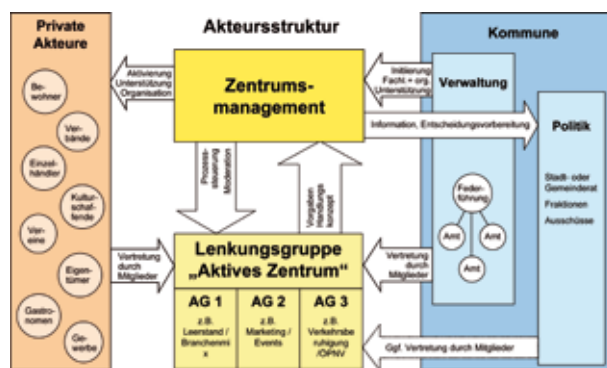 Private
Akteure
Akteursstruktur
Kommune
Be-
wohner
Ver-
bände
Einzel-
händler
Kultur-
schaf-
fende
Ver-
eine
Eigen-
tümer
Gastro-
nomen
Ge-
werbe
Aktivierung
Unterstützung
Organisation
Zentrums-
management
Initiierung
Fachl.+ org.
Unterstützung
Verwaltung
Information, Entscheidungsvorbereitung
Politik
Stadt- oder
Gemeinderat
Fraktionen
Ausschüsse
Prozess-
steuerung
Moderation
Vorgaben
Handlungs
konzept
Feder-
führung
Amt
Amt
Amt
Vertretung
durch
Mitglieder
Lenkungsgruppe
„Aktives Zentrum“
Vertretung
durch
Mitglieder
AG 1
z.B.
Leerstand /
Branchenmi
x
AG 2
z.B.
Marketing /
Events
AG 3
z.B.
Verkehrsbe
ruhigung
/ÖPNV
Ggf. Vertretung durch Mitglieder